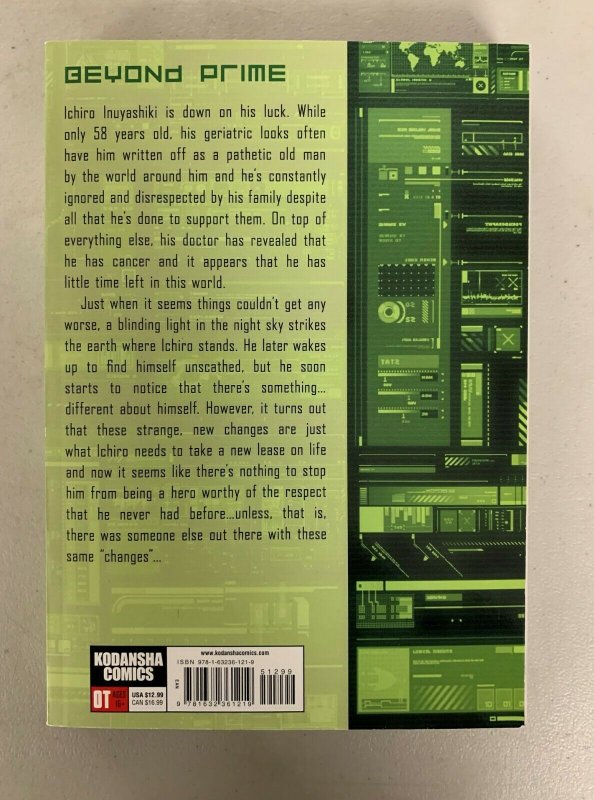 BEYOND PRIME
Ichiro Inuyashiki is down on his luck. While
only 58 years old, his geriatric looks often
have him written off as a pathetic old man
by the world around him and he's constantly
ignored and disrespected by his family despite
all that he's done to support them. On top of
everything else, his doctor has revealed that
he has cancer and it appears that he has
little time left in this world.
Just when it seems things couldn't get any
worse, a blinding light in the night sky strikes
the earth where Ichiro stands. He later wakes
up to find himself unscathed, but he soon
starts to notice that there's something...
different about himself. However, it turns out
that these strange, new changes are just
what Ichiro needs to take a new lease on life
and now it seems like there's nothing to stop
him from being a hero worthy of the respect
that he never had before...unless, that is,
there was someone else out there with these
same "changes"...
KODANSHA
COMICS
OT AGES
16+
USA $12.99
CAN $16.99
www.kodanshacomics.com
ISBN 978-1-63236-121-9
51299
EAN
9 781632 361219
STAT